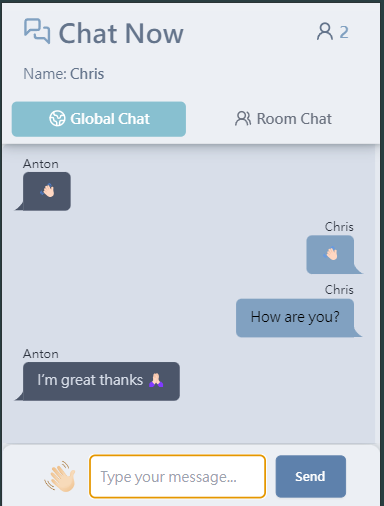 Chat Now
2
Name: Chris
Global Chat
Room Chat
Anton
👋🏻
Chris
👋🏻
Chris
How are you?
Anton
I'm great thanks 🙏🏻
Type your message...
Send